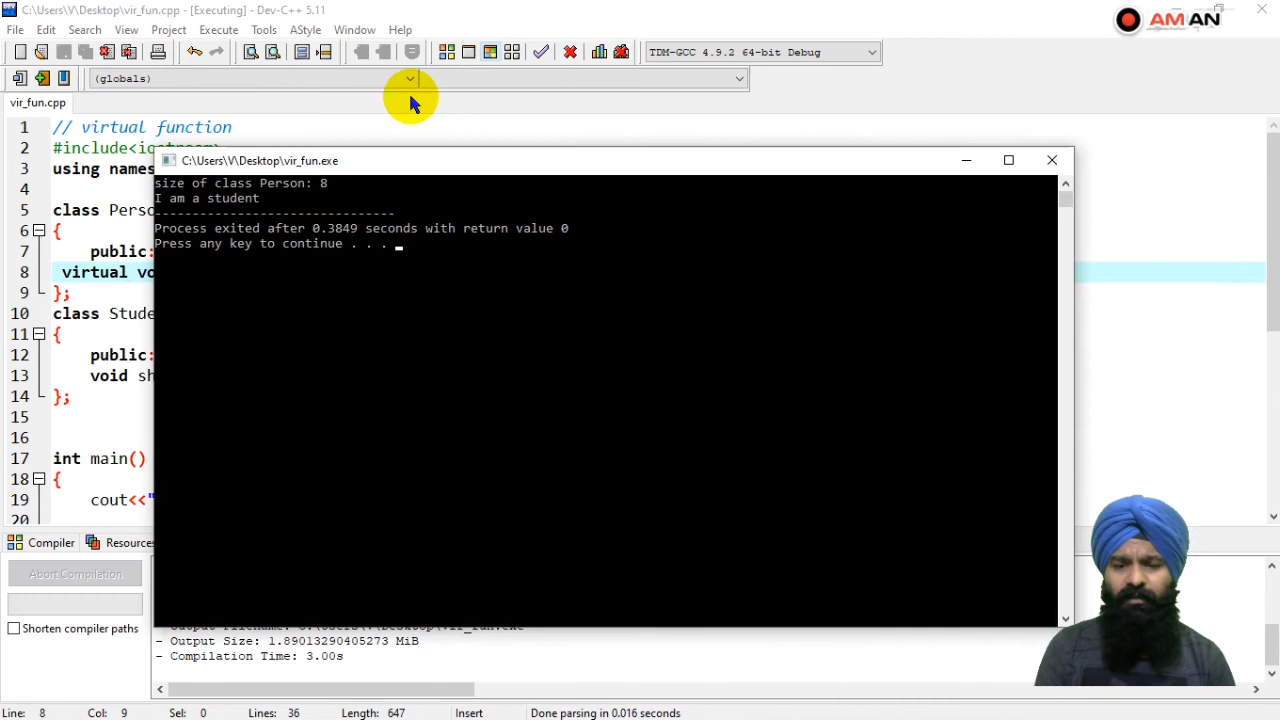 C:\Users\V\Desktop\vir_fun.cpp - [Executing] - Dev-C++ 5.11
AMAN
File Edit Search View Project Execute Tools AStyle Window Help
TDM-GCC 4.9.2 64-bit Debug
(globals)
vir_fun.cpp
1 // virtual function
2 #include<iostream>
3 using names
4
5 class Perso
6 {
7 public:
8 virtual vo
9 };
10 class Stude
11 {
12 public:
13 void sh
14 };
15
16
17 int main()
18 {
19 cout<<"
20
C:\Users\V\Desktop\vir_fun.exe
size of class Person: 8
I am a student
--------------------------------
Process exited after 0.3849 seconds with return value 0
Press any key to continue . . .
Compiler Resources
Abort Compilation
Shorten compiler paths
- Output Size: 1.89013290405273 MiB
- Compilation Time: 3.00s
Line: 8 Col: 9 Sel: 0 Lines: 36 Length: 647 Insert Done parsing in 0.016 seconds